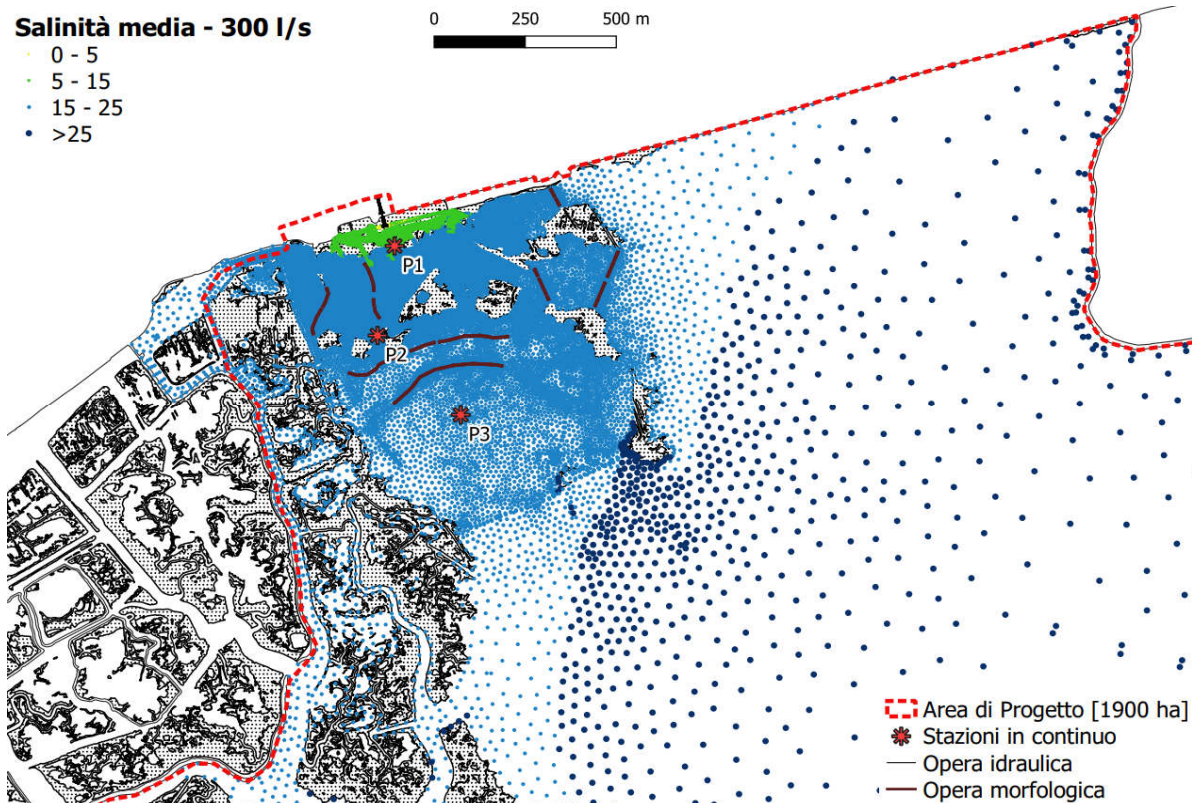 Salinità media - 300 l/s
0 - 5
5 - 15
15 - 25
>25
0 250 500 m
P1
P2
P3
Area di Progetto [1900 ha]
Stazioni in continuo
Opera idraulica
Opera morfologica